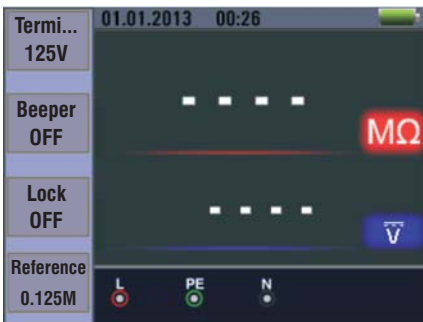 Termi...
125V
01.01.2013 00:26
Beeper
OFF
- - - -
MΩ
Lock
OFF
- - - -
V
Reference
0.125M
L PE N